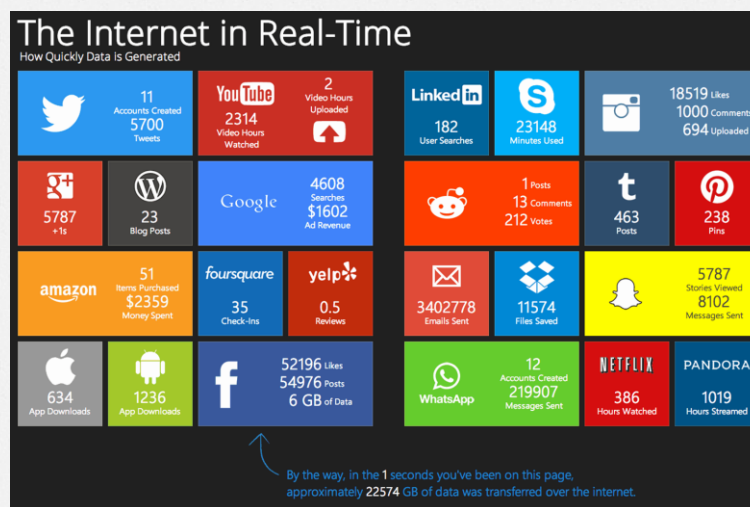 The Internet in Real-Time
How Quickly Data is Generated
11
Accounts Created
5700
Tweets
You Tube
2314
Video Hours
Watched
2
Video Hours
Uploaded
Linked in
182
User Searches
S
23148
Minutes Used
18519 Likes
1000 Comments
694 Uploaded
g+
5787
+1s
W
23
Blog Posts
Google
4608
Searches
$1602
Ad Revenue
1 Posts
13 Comments
212 Votes
t
463
Posts
P
238
Pins
amazon
51
Items Purchased
$2359
Money Spent
foursquare
35
Check-ins
yelp
0.5
Reviews
3402778
Emails Sent
11574
Files Saved
5787
Stories Viewed
8102
Messages Sent
634
App Downloads
1236
App Downloads
f
52196 Likes
54976 Posts
6 GB of Data
WhatsApp
12
Accounts Created
219907
Messages Sent
NETFLIX
386
Hours Watched
PANDORA
1019
Hours Streamed
By the way, in the 1 seconds you've been on this page,
approximately 22574 GB of data was transferred over the internet.